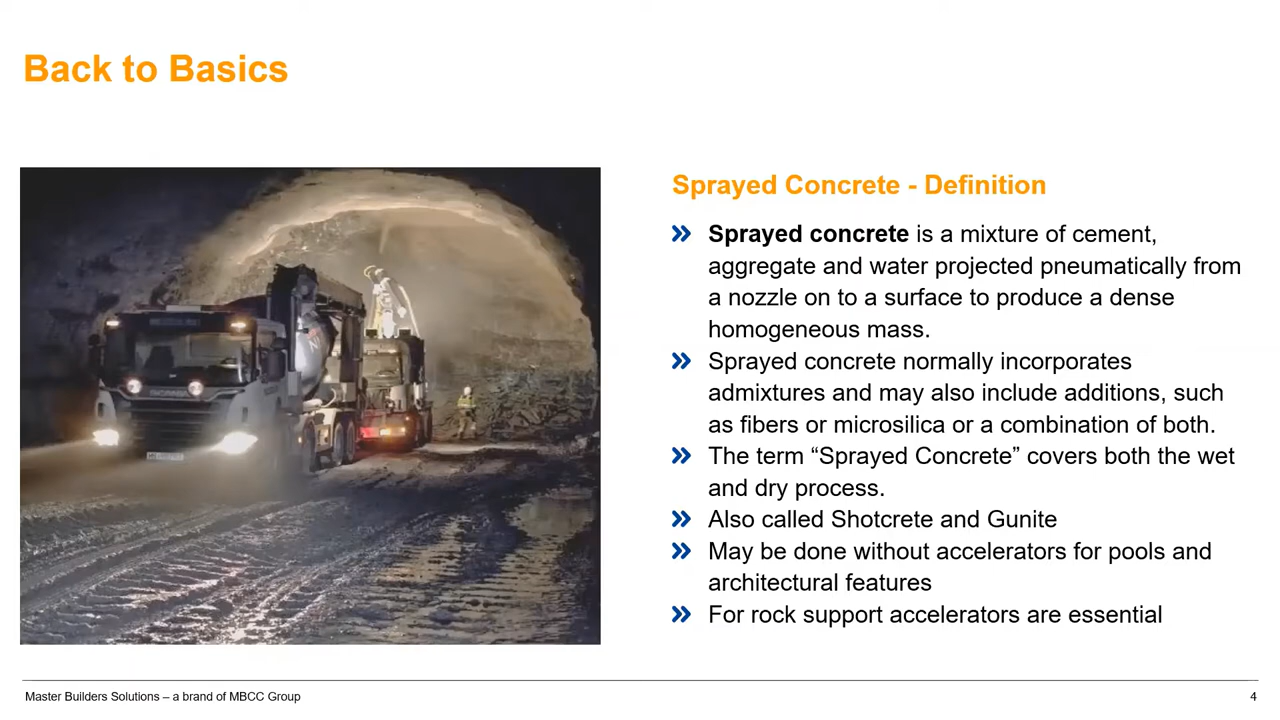 Back to Basics
Sprayed Concrete - Definition
Sprayed concrete is a mixture of cement,
aggregate and water projected pneumatically from
a nozzle on to a surface to produce a dense
homogeneous mass.
Sprayed concrete normally incorporates
admixtures and may also include additions, such
as fibers or microsilica or a combination of both.
The term “Sprayed Concrete” covers both the wet
and dry process.
Also called Shotcrete and Gunite
May be done without accelerators for pools and
architectural features
For rock support accelerators are essential
Master Builders Solutions – a brand of MBCC Group
4